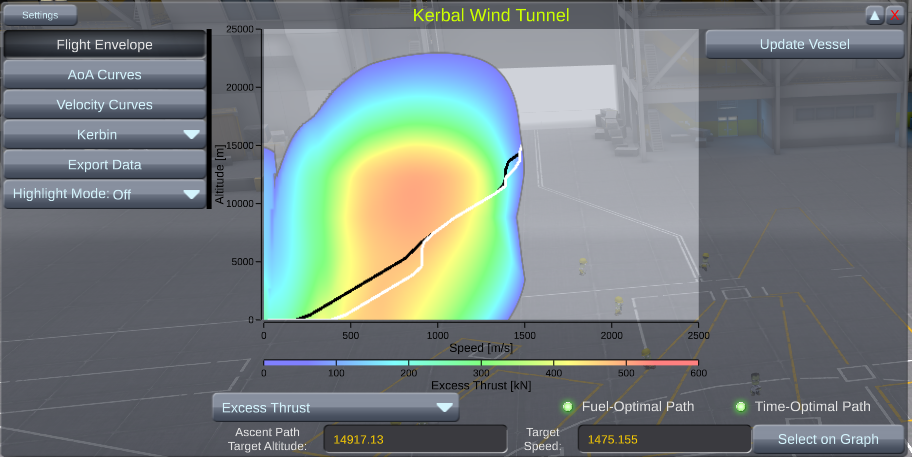 Settings
Kerbal Wind Tunnel
▲ X
Flight Envelope
AoA Curves
Velocity Curves
Kerbin
Export Data
Highlight Mode: Off
Update Vessel
Altitude [m]
25000
20000
15000
10000
5000
0
0 500 1000 1500 2000 2500
Speed [m/s]
0 100 200 300 400 500 600
Excess Thrust [kN]
Excess Thrust
Fuel-Optimal Path
Time-Optimal Path
Ascent Path
Target Altitude:
14917.13
Target
Speed:
1475.155
Select on Graph